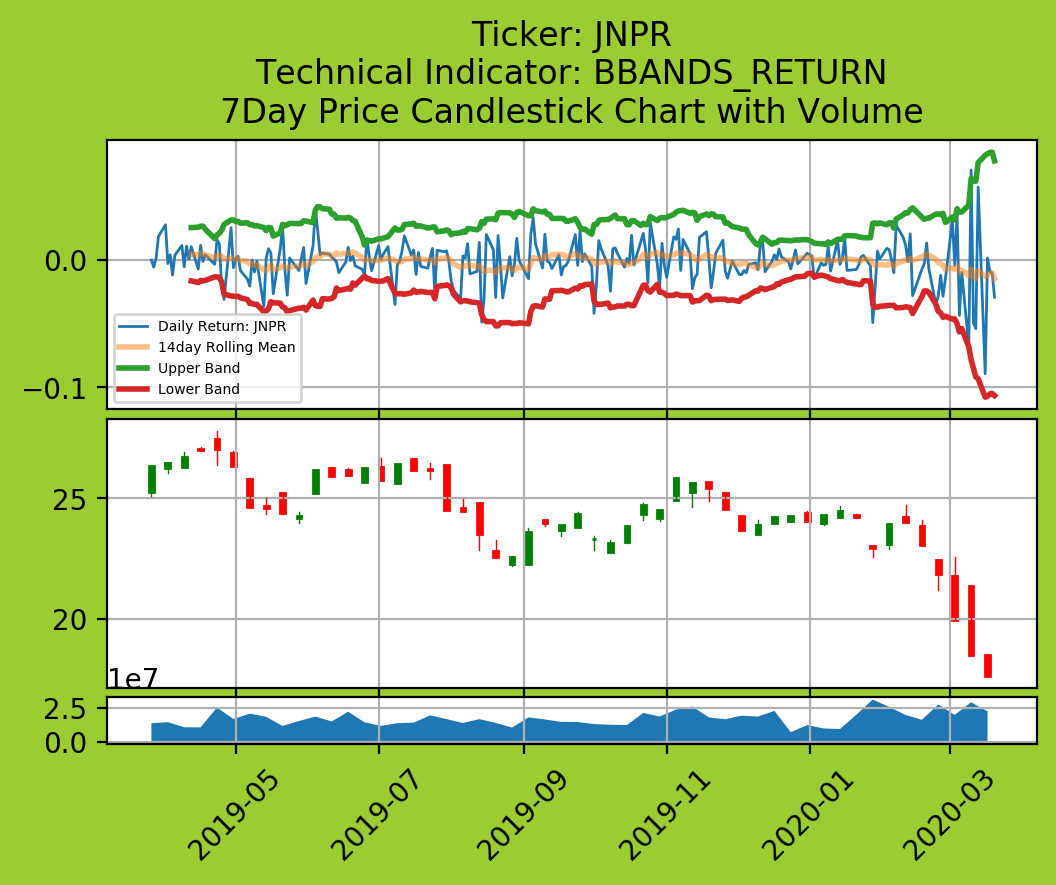 Ticker: JNPR
Technical Indicator: BBANDS_RETURN
7Day Price Candlestick Chart with Volume
0.0
−0.1
Daily Return: JNPR
14day Rolling Mean
Upper Band
Lower Band
25
20
1e7
2.5
0.0
2019-05
2019-07
2019-09
2019-11
2020-01
2020-03